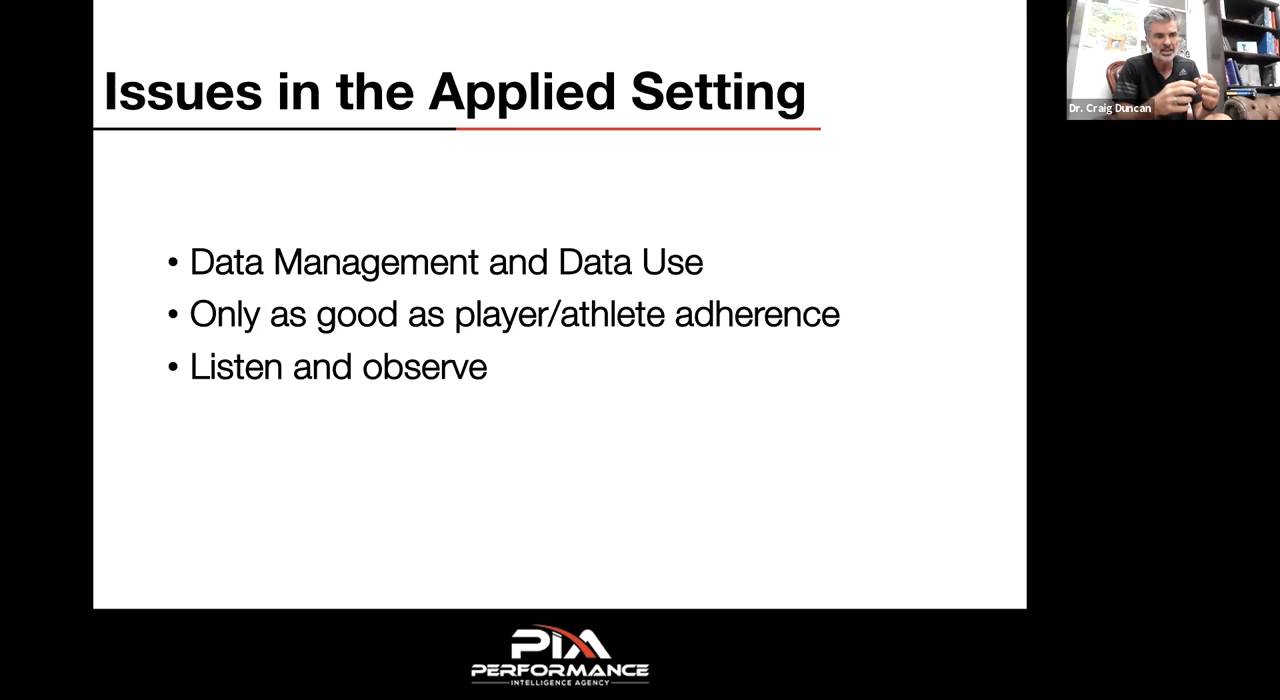 Issues in the Applied Setting
Dr. Craig Duncan
• Data Management and Data Use
• Only as good as player/athlete adherence
• Listen and observe
PIA
PERFORMANCE
INTELLIGENCE AGENCY